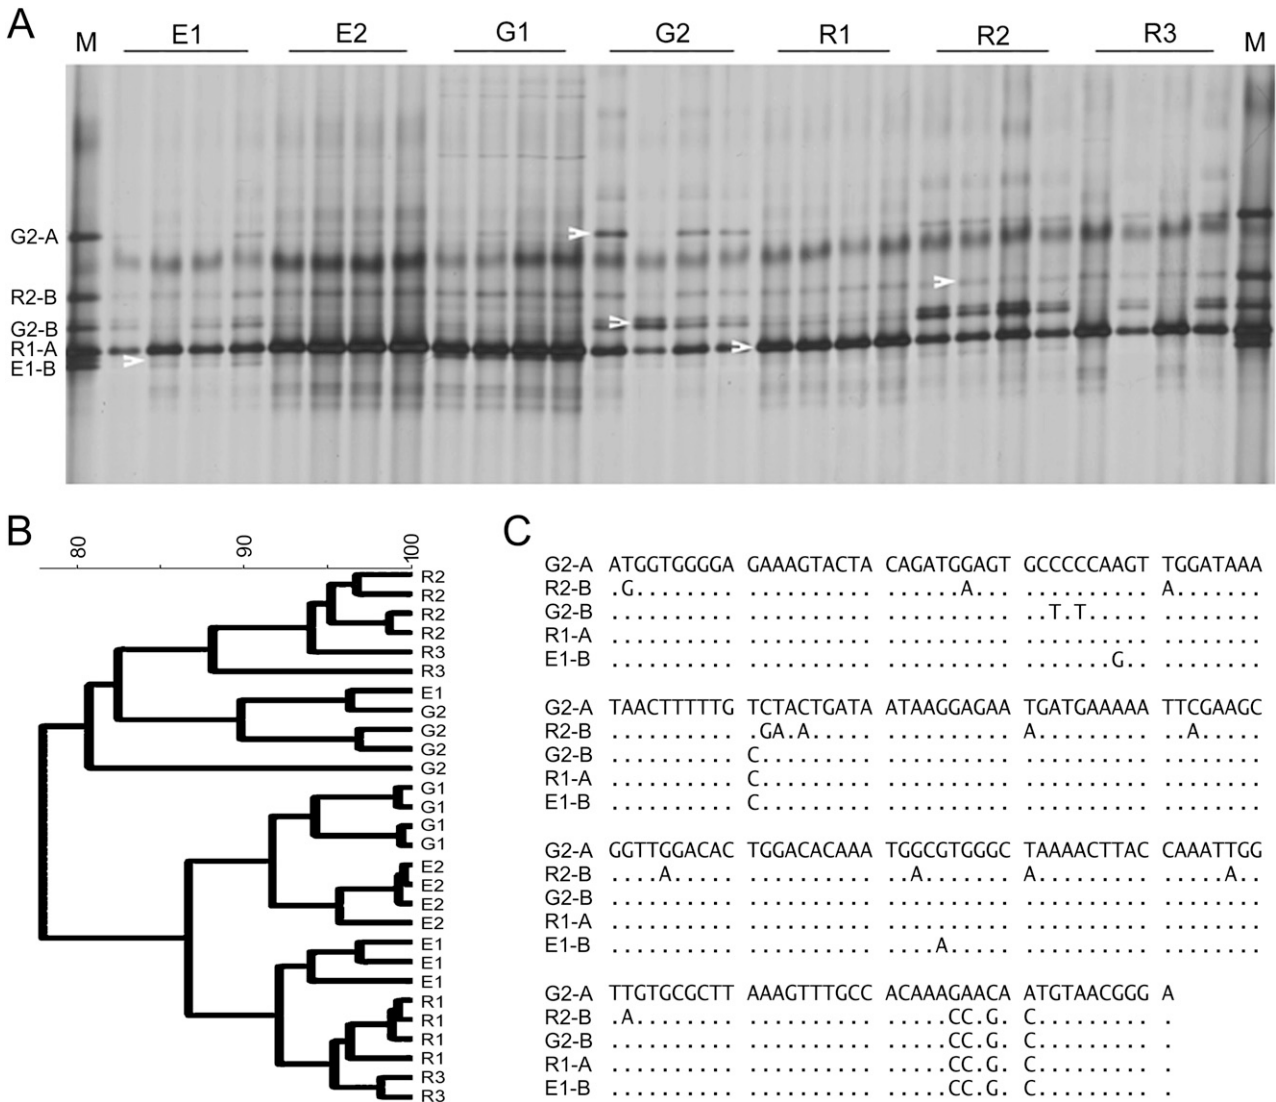 A
M E1 E2 G1 G2 R1 R2 R3 M
G2-A
R2-B
G2-B
R1-A
E1-B
B
80 90 100
R2
R2
R2
R2
R3
R3
E1
G2
G2
G2
G2
G1
G1
G1
G1
E2
E2
E2
E2
E1
E1
E1
R1
R1
R1
R1
R3
R3
C
G2-A ATGGTGGGGA GAAAGTACTA CAGATGGAGT GCCCCCAAGT TGGATAAA
R2-B .G........ .......... ......A... .......... A.......
G2-B .......... .......... .......... ..T.T..... ........
R1-A .......... .......... .......... .......... ........
E1-B .......... .......... .......... .......G.. ........
G2-A TAACTTTTTG TCTACTGATA ATAAGGAGAA TGATGAAAAA TTCGAAGC
R2-B .......... .GA.A..... .......... A......... ..A.....
G2-B .......... C......... .......... .......... ........
R1-A .......... C......... .......... .......... ........
E1-B .......... C......... .......... .......... ........
G2-A GGTTGGACAC TGGACACAAA TGGCGTGGGC TAAAACTTAC CAAATTGG
R2-B ....A..... .......... ..A....... A......... .....A..
G2-B .......... .......... .......... .......... ........
R1-A .......... .......... .......... .......... ........
E1-B .......... .......... ....A..... .......... ........
G2-A TTGTGCGCTT AAAGTTTGCC ACAAAGAACA ATGTAACGGG A
R2-B .A........ .......... .....CC.G. C......... .
G2-B .......... .......... .....CC.G. C......... .
R1-A .......... .......... .....CC.G. C......... .
E1-B .......... .......... .....CC.G. C......... .